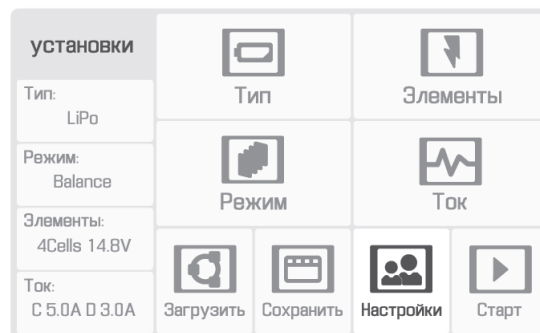 установки
Тип:
LiPo
Режим:
Balance
Элементы:
4Cells 14.8V
Ток:
C 5.0A D 3.0A
Тип
Элементы
Режим
Ток
Загрузить
Сохранить
Настройки
Старт